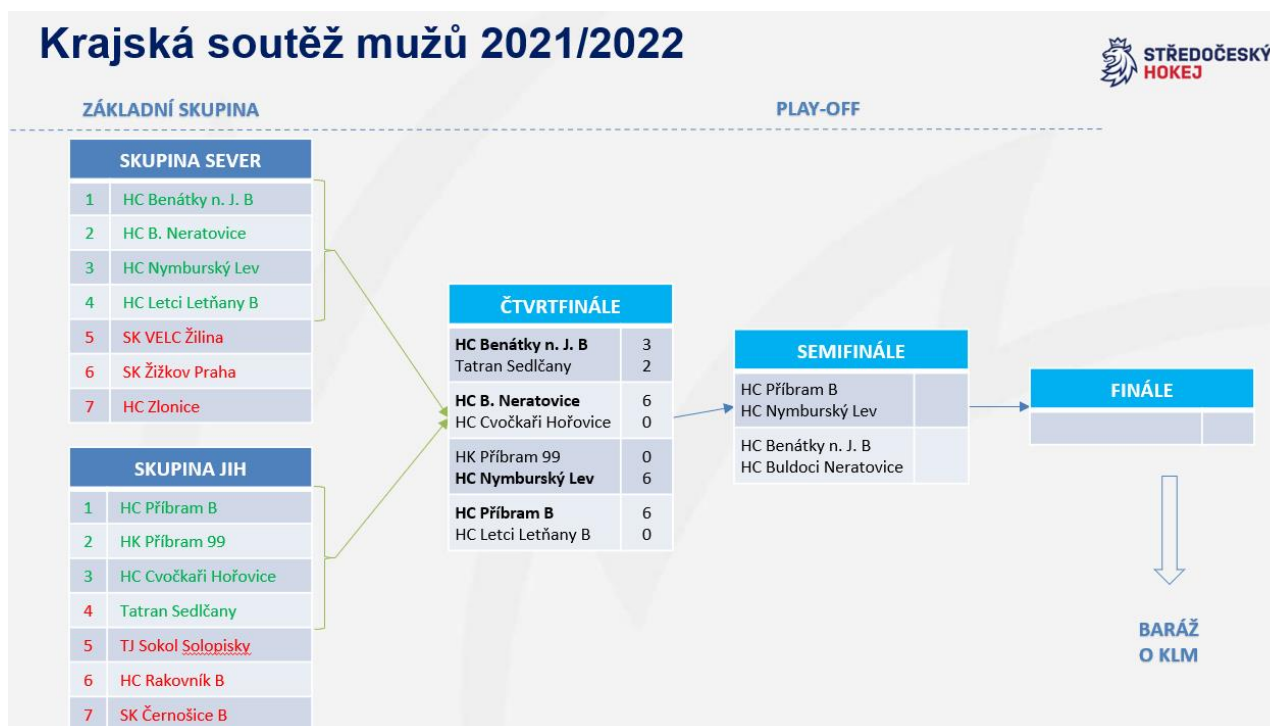 Krajská soutěž mužů 2021/2022
STŘEDOČESKÝ
HOKEJ
ZÁKLADNÍ SKUPINA
PLAY-OFF
SKUPINA SEVER
1 HC Benátky n. J. B
2 HC B. Neratovice
3 HC Nymburský Lev
4 HC Letci Letňany B
5 SK VELC Žilina
6 SK Žižkov Praha
7 HC Zlonice
SKUPINA JIH
1 HC Příbram B
2 HK Příbram 99
3 HC Cvočkaři Hořovice
4 Tatran Sedlčany
5 TJ Sokol Solopisky
6 HC Rakovník B
7 SK Černošice B
ČTVRTFINÁLE
HC Benátky n. J. B 3
Tatran Sedlčany 2
HC B. Neratovice 6
HC Cvočkaři Hořovice 0
HK Příbram 99 0
HC Nymburský Lev 6
HC Příbram B 6
HC Letci Letňany B 0
SEMIFINÁLE
HC Příbram B
HC Nymburský Lev
HC Benátky n. J. B
HC Buldoci Neratovice
FINÁLE
BARÁŽ
O KLM